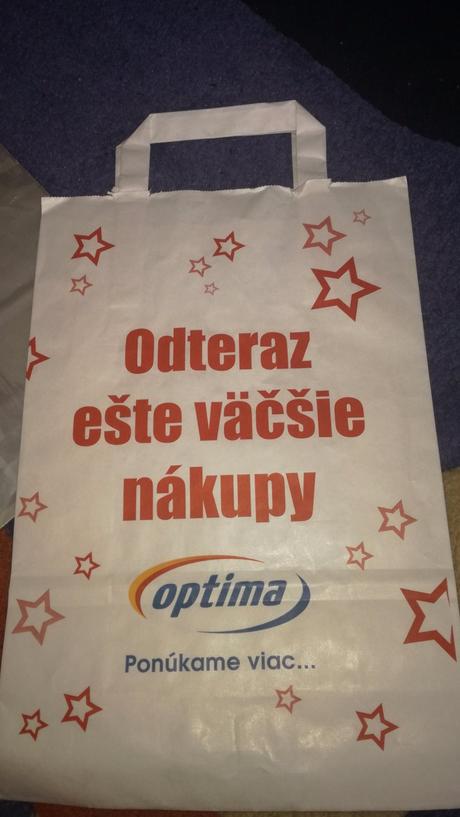 Odteraz
ešte väčšie
nákupy
optima
Ponúkame viac...